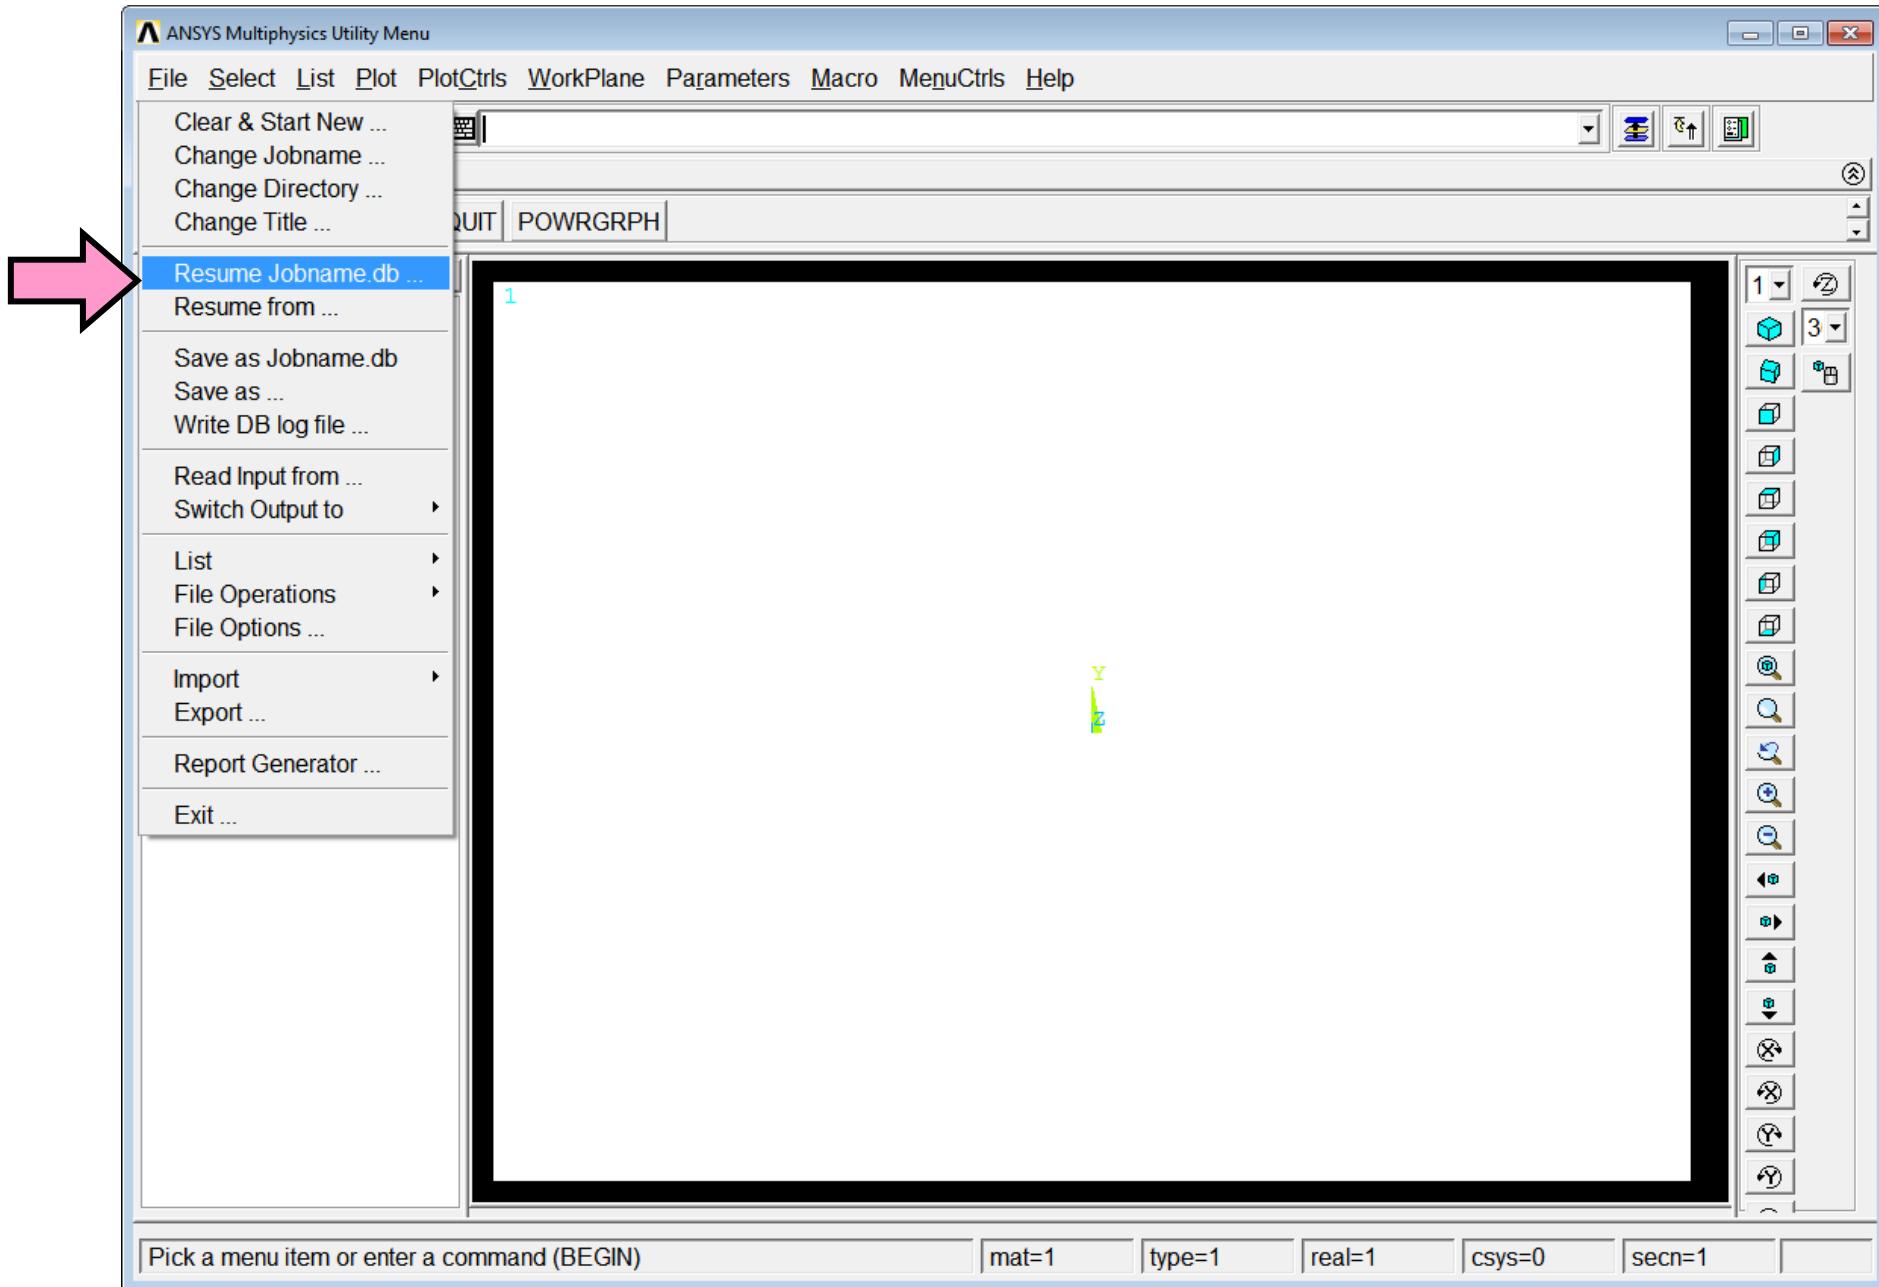 ANSYS Multiphysics Utility Menu
File Select List Plot PlotCtrls WorkPlane Parameters Macro MenuCtrls Help
Clear & Start New ...
Change Jobname ...
Change Directory ...
Change Title ...
QUIT POWRGRPH
Resume Jobname.db ...
Resume from ...
Save as Jobname.db
Save as ...
Write DB log file ...
Read Input from ...
Switch Output to
List
File Operations
File Options ...
Import
Export ...
Report Generator ...
Exit ...
1
Y
Z
1
Z
3
X
X
Y
Y
Pick a menu item or enter a command (BEGIN) mat=1 type=1 real=1 csys=0 secn=1